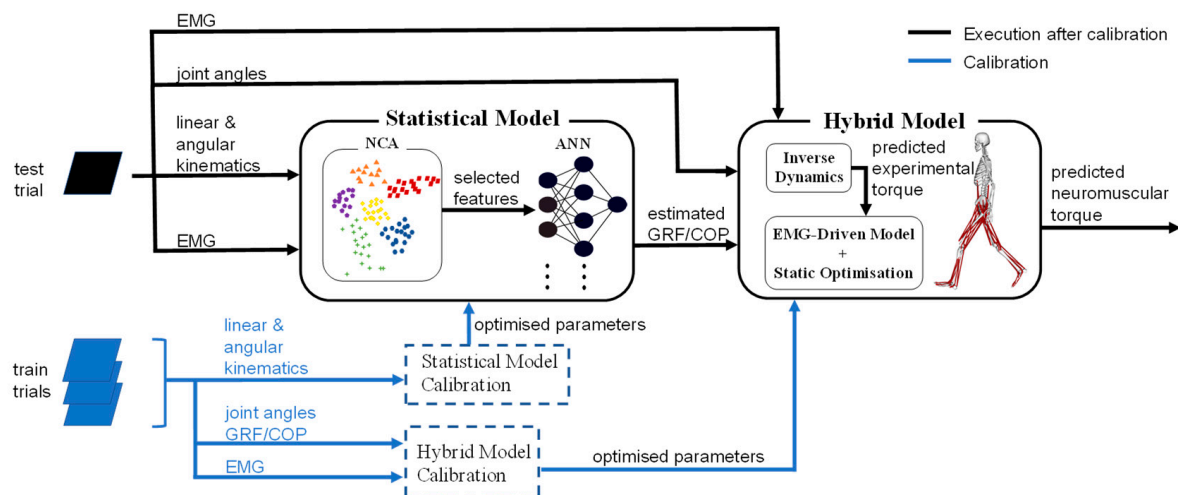 EMG
Execution after calibration
Calibration
joint angles
Statistical Model
Hybrid Model
linear &
angular
kinematics
NCA
ANN
Inverse
Dynamics
predicted
experimental
torque
test
trial
selected
features
predicted
neuromuscular
torque
estimated
GRF/COP
EMG
EMG-Driven Model
+
Static Optimisation
linear &
angular
kinematics
optimised parameters
train
trials
Statistical Model
Calibration
joint angles
GRF/COP
EMG
Hybrid Model
Calibration
optimised parameters